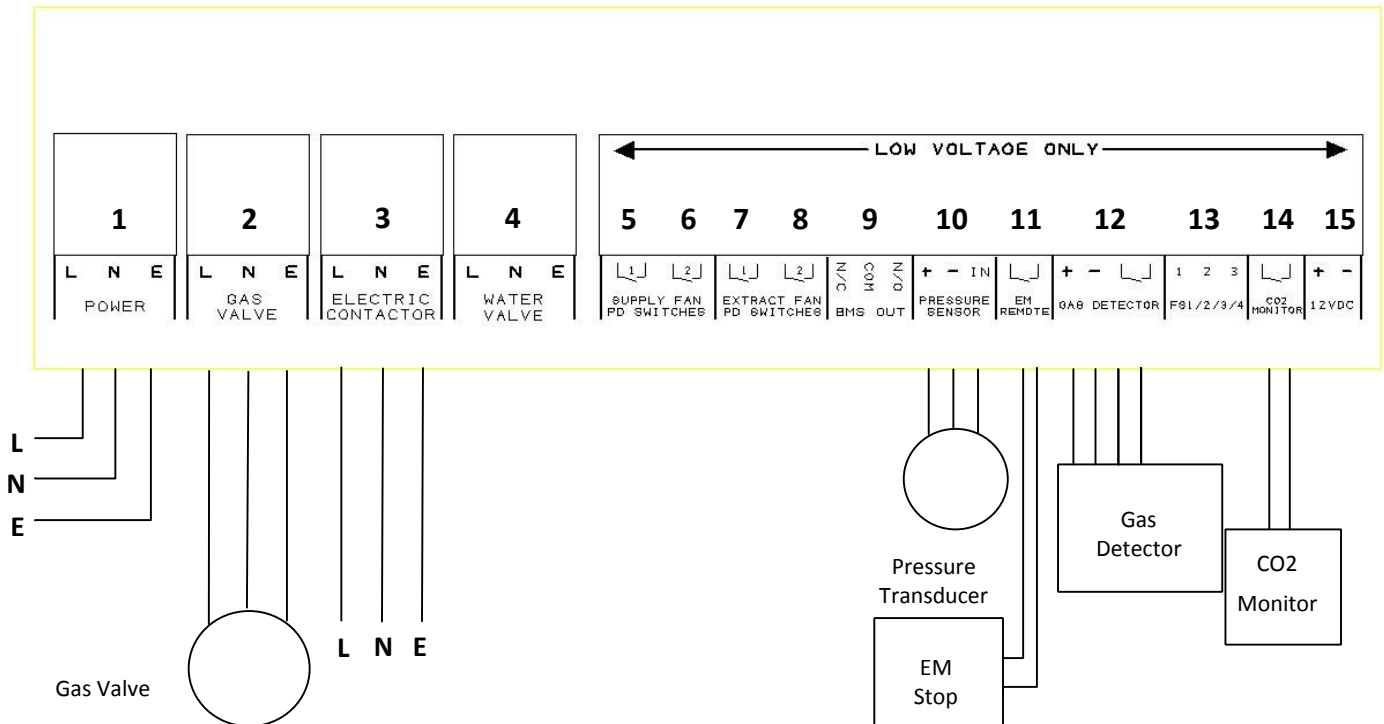 LOW VOLTAGE ONLY
1 2 3 4 5 6 7 8 9 10 11 12 13 14 15
L N E L N E L N E L N E 1 2 1 2 N/C COM N/O + - IN + - 1 2 3 + -
POWER
GAS
VALVE
ELECTRIC
CONTACTOR
WATER
VALVE
SUPPLY FAN
PD SWITCHES
EXTRACT FAN
PD SWITCHES
BMS OUT
PRESSURE
SENSOR
EM
REMOTE
GAS DETECTOR
FS1/2/3/4
CO2
MONITOR
12VDC
L
N
E
Gas Valve
L N E
Pressure
Transducer
EM
Stop
Gas
Detector
CO2
Monitor